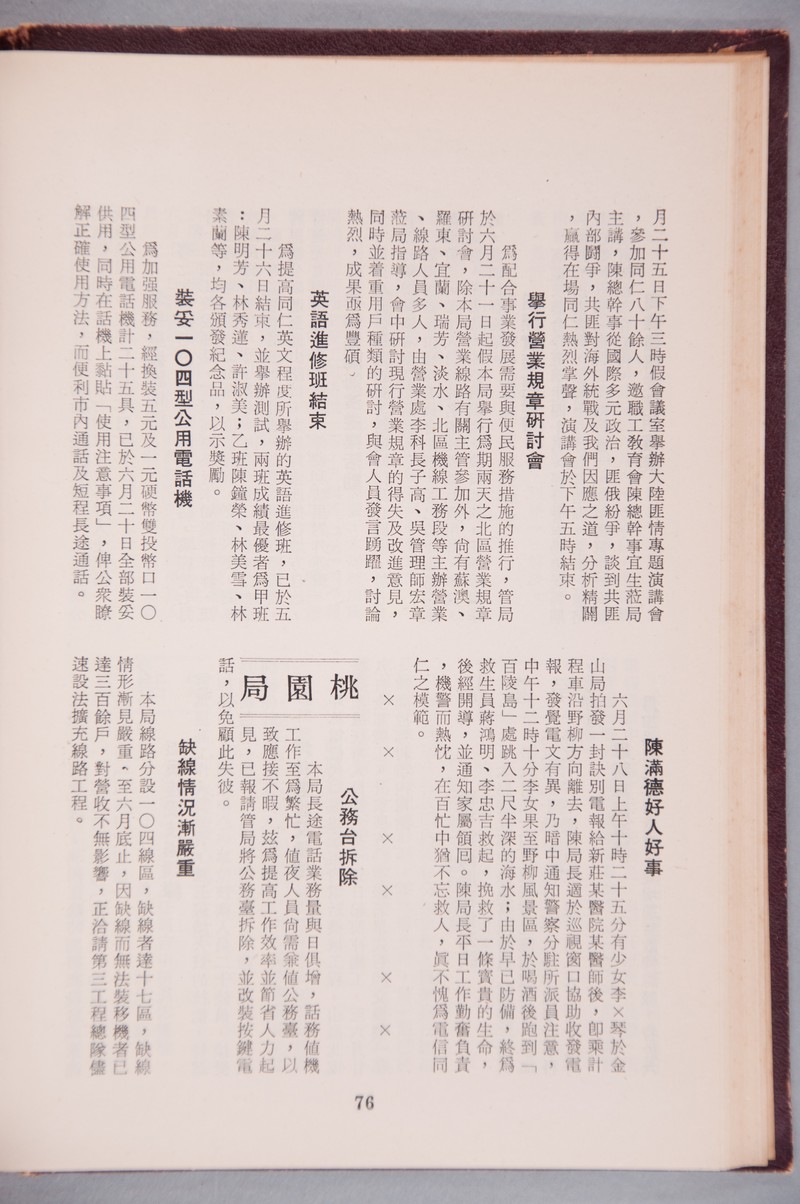 月二十五日下午三時假會議室舉辦大陸匪情專題演講會
，參加同仁八十餘人，邀職工敎育會陳總幹事宜生蒞局
主講，陳總幹事從國際多元政治，匪俄紛爭，談到共匪
內部鬪爭，共匪對海外統戰及我們因應之道，分析精闢
，贏得在場同仁熱烈掌聲，演講會於下午五時結束。
擧行營業規章硏討會
爲配合事業發展需要與便民服務措施的推行，管局
於六月二十一日起假本局舉行爲期兩天之北區營業規章
硏討會，除本局營業線路有關主管參加外，尙有蘇澳、
羅東、宜蘭、瑞芳、淡水、北區機線工務段等主辦營業
、線路人員多人，由營業處李科長子高、吳管理師宏章
蒞局指導，會中硏討現行營業規章的得失及改進意見，
同時並着重用戶種類的硏討，與會人員發言踴躍，討論
熱烈，成果亟爲豐碩。
英語進修班結束
爲提高同仁英文程度所舉辦的英語進修班，已於五
月二十六日結束，並舉辦測試，兩班成績最優者爲甲班
：陳明芳、林秀蓮、許淑美；乙班陳鐘榮、林美雪、林
素蘭等，均各頒發紀念品，以示獎勵。
裝妥一〇四型公用電話機
爲加强服務，經換裝五元及一元硬幣雙投幣口一〇
四型公用電話機計二十五具，已於六月二十日全部裝妥
供用，同時在話機上黏貼「使用注意事項」，俾公衆瞭
解正確使用方法，而便利市內通話及短程長途通話。
陳滿德好人好事
六月二十八日上午十時二十五分有少女李×琴於金
山局拍發一封訣別電報給新莊某醫院某醫師後，卽乘計
程車沿野柳方向離去，陳局長適於巡視窗口協助收發電
報，發覺電文有異，乃暗中通知警察分駐所派員注意，
中午十二時十分李女果至野柳風景區，於喝酒後跑到「
百陵島」處跳入二尺半深的海水；由於早已防備，終爲
救生員蔣鴻明、李忠吉救起，挽救了一條寶貴的生命，
後經開導，並通知家屬領囘。陳局長平日工作勤奮負責
，機警而熱忱，在百忙中猶不忘救人，眞不愧爲電信同
仁之模範。
× × × × × ×
桃園局
公務台拆除
本局長途電話業務量與日俱增，話務値機
工作至爲繁忙，値夜人員尙需兼値公務臺，以
致應接不暇，玆爲提高工作效率並節省人力起
見，已報請管局將公務臺拆除，並改裝按鍵電
話，以免顧此失彼。
缺線情況漸嚴重
本局線路分設一〇四線區，缺線者達十七區，缺線
情形漸見嚴重，至六月底止，因缺線而無法裝移機者已
達三百餘戶，對營收不無影響，正洽請第三工程總隊儘
速設法擴充線路工程。
76